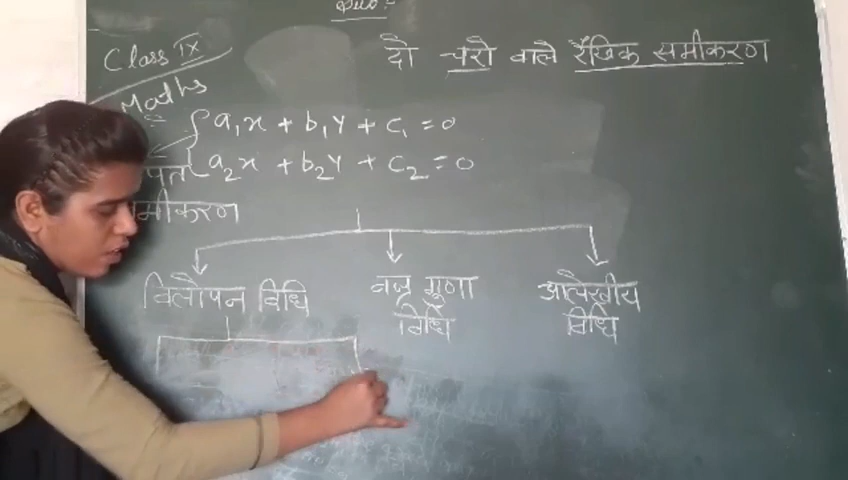 Class IX
Maths
दो चरो वाले रैखिक समीकरण
a₁x + b₁y + c₁ = 0
a₂x + b₂y + c₂ = 0
विलोपन विधि
वज्र गुणा विधि
आलेखीय विधि